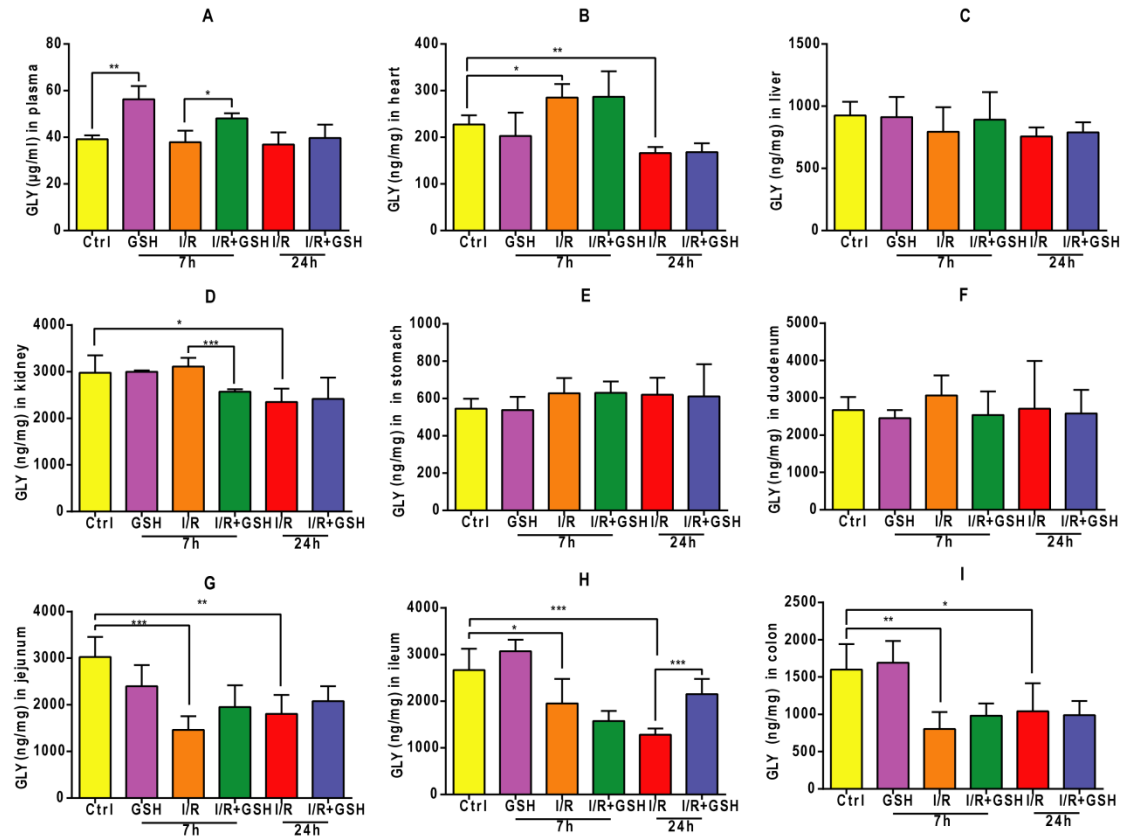 A
GLY (μg/ml) in plasma
80
60
40
20
0
**
*
Ctrl GSH I/R I/R+GSH I/R I/R+GSH
7h 24h
B
GLY (ng/mg) in heart
400
300
200
100
0
**
*
Ctrl GSH I/R I/R+GSH I/R I/R+GSH
7h 24h
C
GLY (ng/mg) in liver
1500
1000
500
0
Ctrl GSH I/R I/R+GSH I/R I/R+GSH
7h 24h
D
GLY (ng/mg) in kidney
4000
3000
2000
1000
0
*
***
Ctrl GSH I/R I/R+GSH I/R I/R+GSH
7h 24h
E
GLY (ng/mg) in in stomach
1000
800
600
400
200
0
Ctrl GSH I/R I/R+GSH I/R I/R+GSH
7h 24h
F
GLY (ng/mg) in duodenum
5000
4000
3000
2000
1000
0
Ctrl GSH I/R I/R+GSH I/R I/R+GSH
7h 24h
G
GLY (ng/mg) in jejunum
4000
3000
2000
1000
0
**
***
Ctrl GSH I/R I/R+GSH I/R I/R+GSH
7h 24h
H
GLY (ng/mg) in ileum
4000
3000
2000
1000
0
***
*
***
Ctrl GSH I/R I/R+GSH I/R I/R+GSH
7h 24h
I
GLY (ng/mg) in colon
2500
2000
1500
1000
500
0
*
**
Ctrl GSH I/R I/R+GSH I/R I/R+GSH
7h 24h